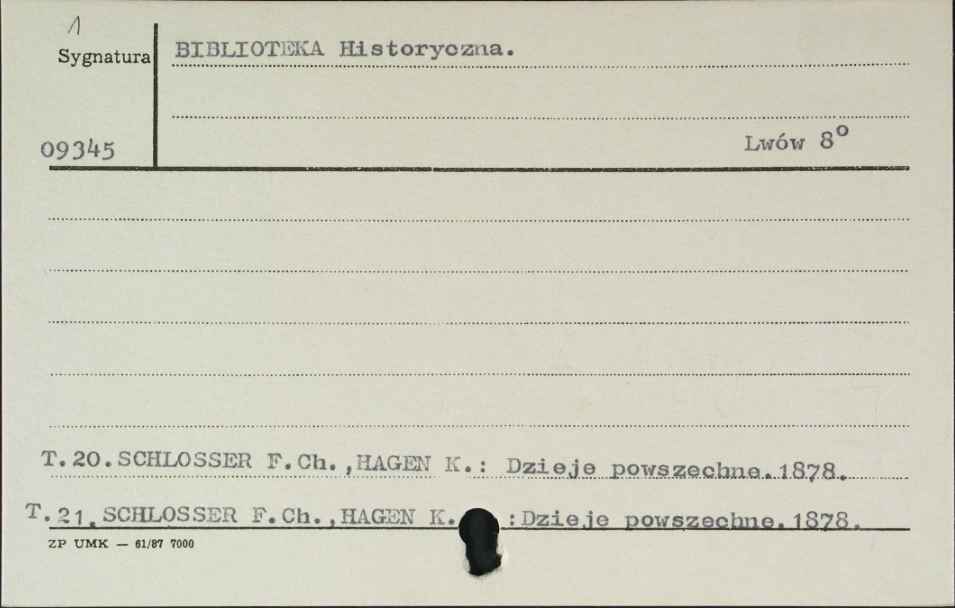 1
Sygnatura
BIBLIOTEKA Historyczna.
09345
Lwów 8°
T.20.SCHLOSSER F.Ch.,HAGEN K.: Dzieje powszechne.1878.
T.21.SCHLOSSER F.Ch.,HAGEN K. :Dzieje powszechne.1878.
ZP UMK — 61/87 7000